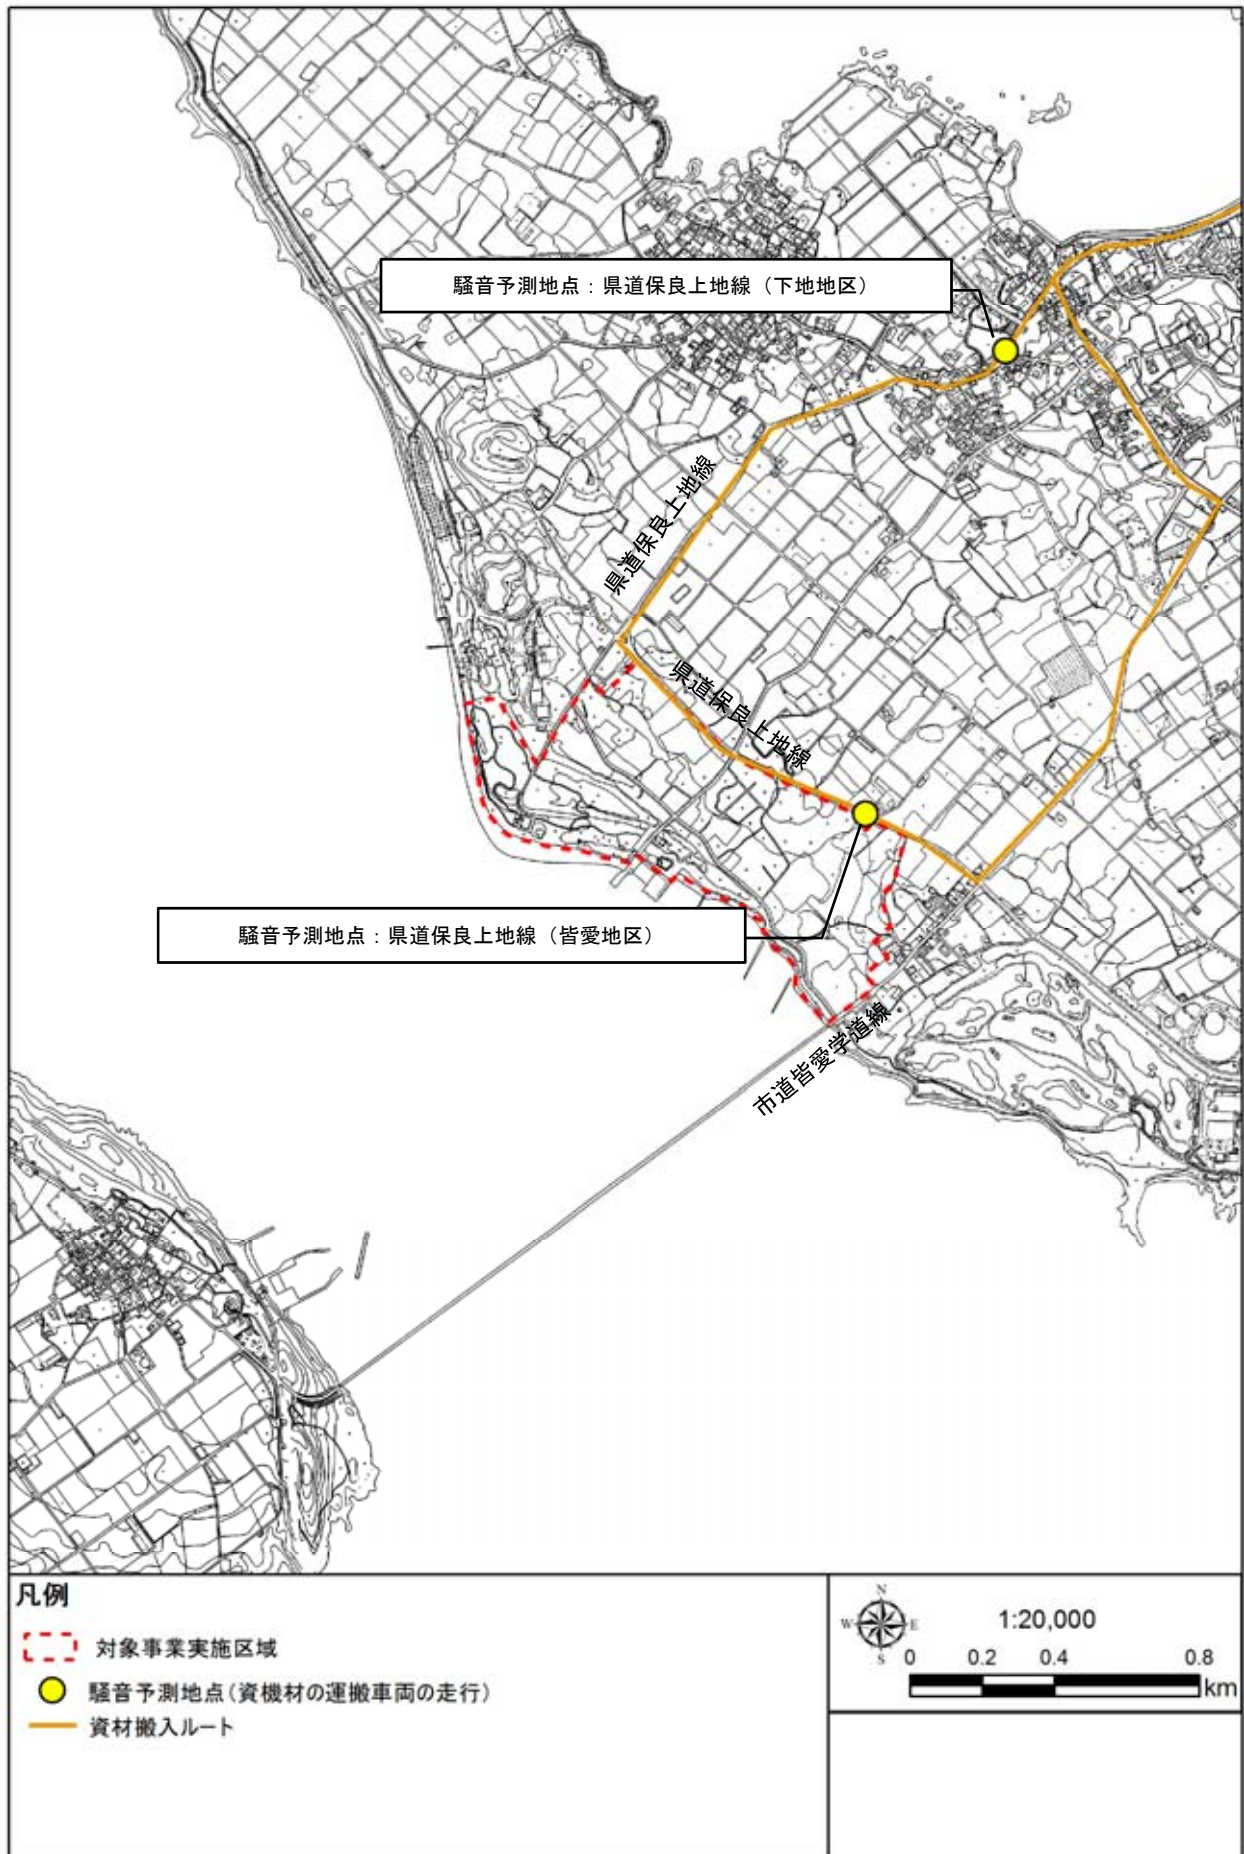 騒音予測地点：県道保良上地線（下地地区）
県道保良上地線
県道保良上地線
騒音予測地点：県道保良上地線（皆愛地区）
市道皆愛学道線
凡例
対象事業実施区域
騒音予測地点（資機材の運搬車両の走行）
資材搬入ルート
N
W E
S
1:20,000
0 0.2 0.4 0.8
km